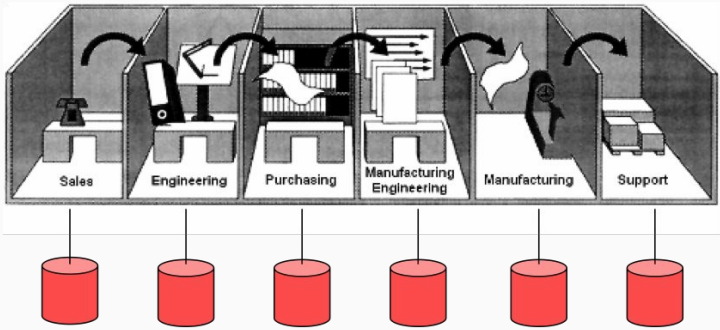 Sales
Engineering
Purchasing
Manufacturing
Engineering
Manufacturing
Support